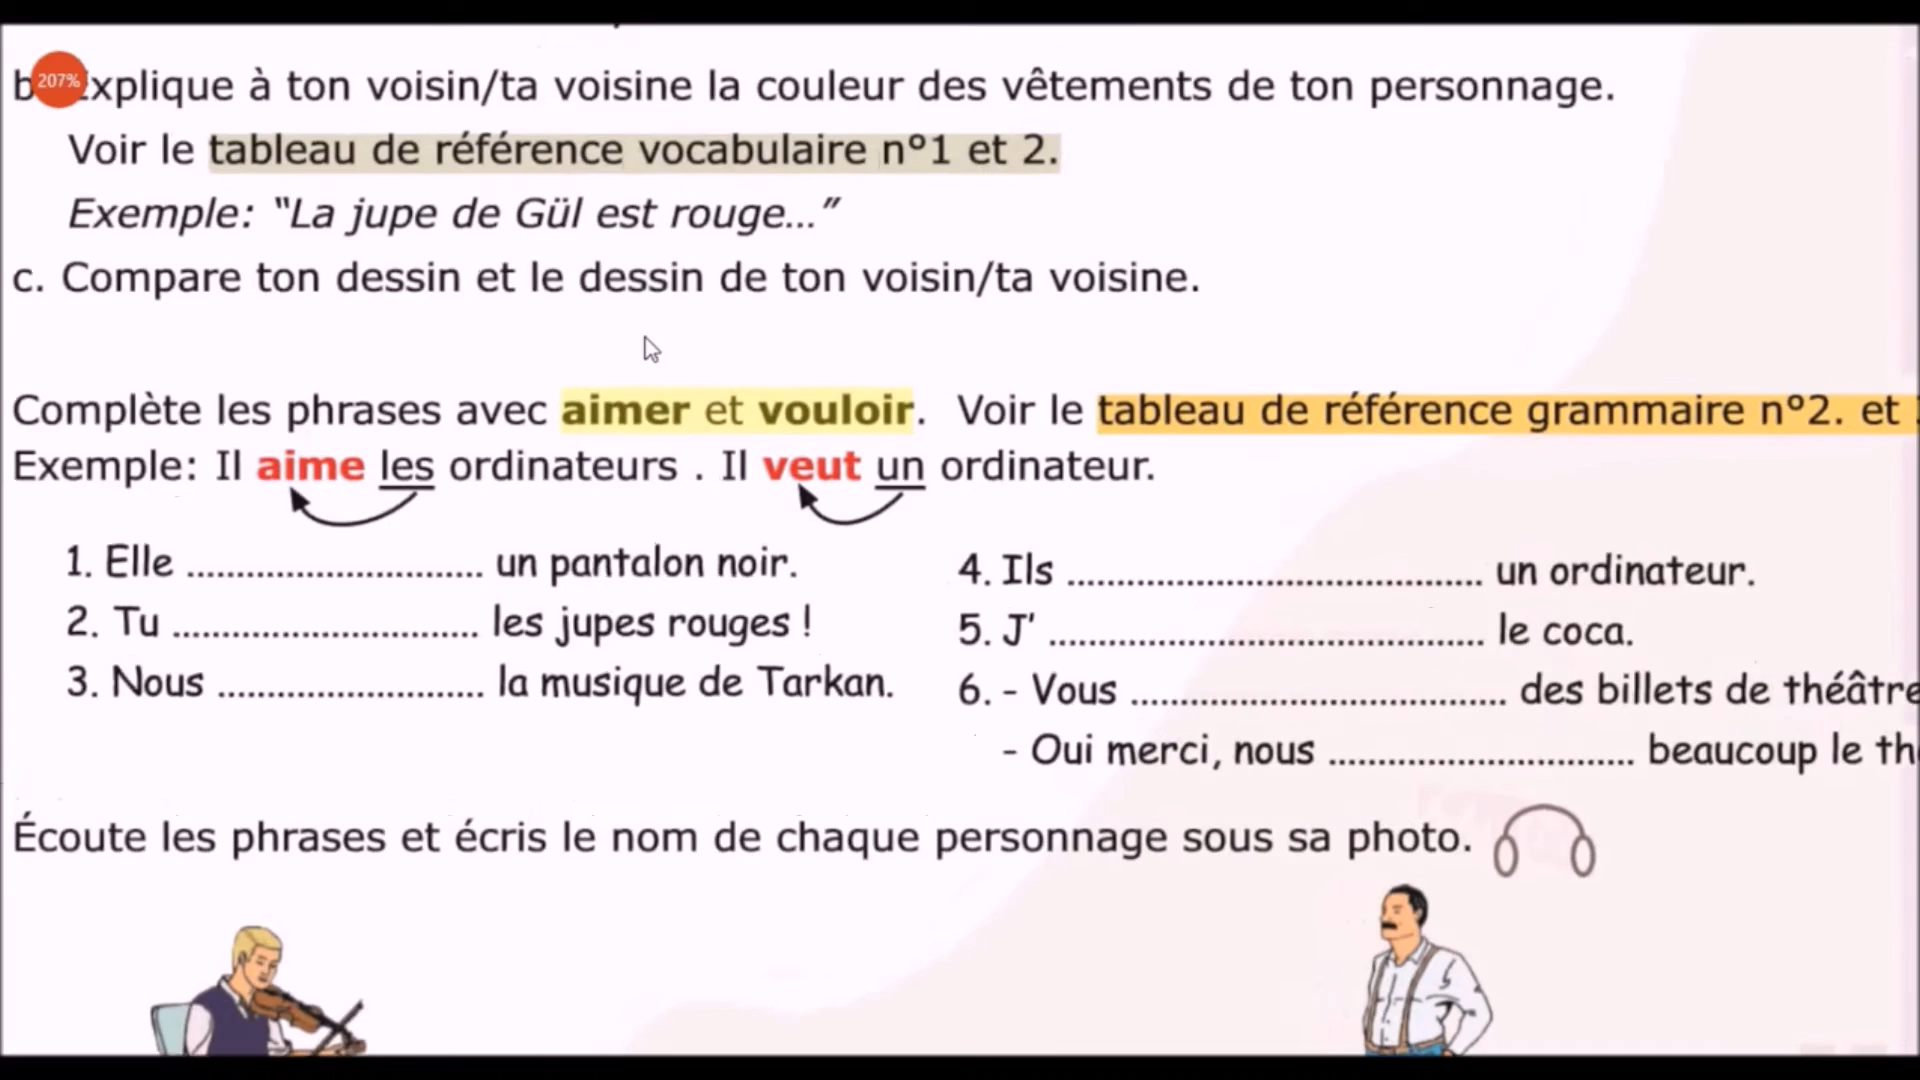 b. Explique à ton voisin/ta voisine la couleur des vêtements de ton personnage.
207%
Voir le tableau de référence vocabulaire n°1 et 2.
Exemple: “La jupe de Gül est rouge...”
c. Compare ton dessin et le dessin de ton voisin/ta voisine.
Complète les phrases avec aimer et vouloir. Voir le tableau de référence grammaire n°2. et
Exemple: Il aime les ordinateurs . Il veut un ordinateur.
1. Elle .............................. un pantalon noir.
2. Tu ............................... les jupes rouges !
3. Nous ........................... la musique de Tarkan.
4. Ils .......................................... un ordinateur.
5. J' ............................................ le coca.
6. - Vous ...................................... des billets de théâtre
- Oui merci, nous ............................... beaucoup le th
Écoute les phrases et écris le nom de chaque personnage sous sa photo.